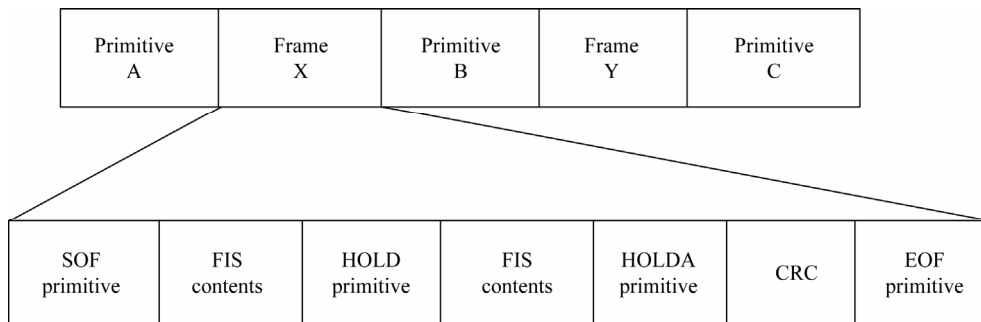 Primitive Frame Primitive Frame Primitive
A X B Y C
SOF FIS HOLD FIS HOLDA CRC EOF
primitive contents primitive contents primitive primitive